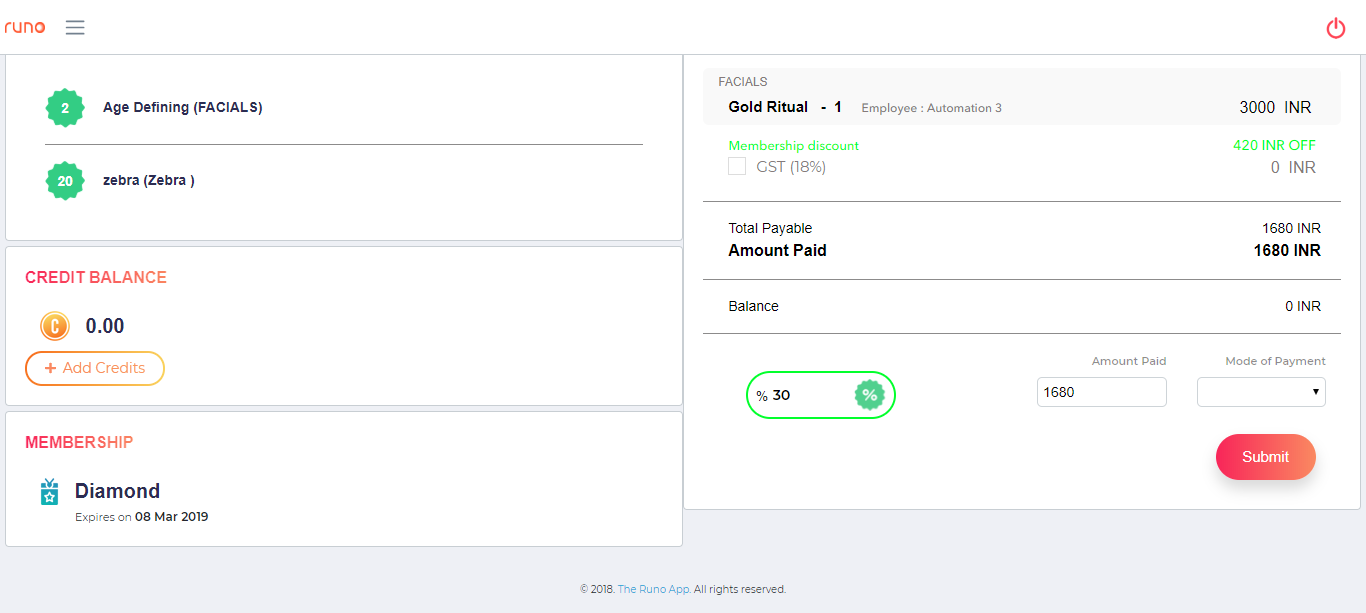 runo
2 Age Defining (FACIALS)
20 zebra (Zebra )
CREDIT BALANCE
C 0.00
+ Add Credits
MEMBERSHIP
Diamond
Expires on 08 Mar 2019
FACIALS
Gold Ritual - 1 Employee : Automation 3 3000 INR
Membership discount 420 INR OFF
GST (18%) 0 INR
Total Payable 1680 INR
Amount Paid 1680 INR
Balance 0 INR
Amount Paid Mode of Payment
% 30 % 1680
Submit
© 2018. The Runo App. All rights reserved.